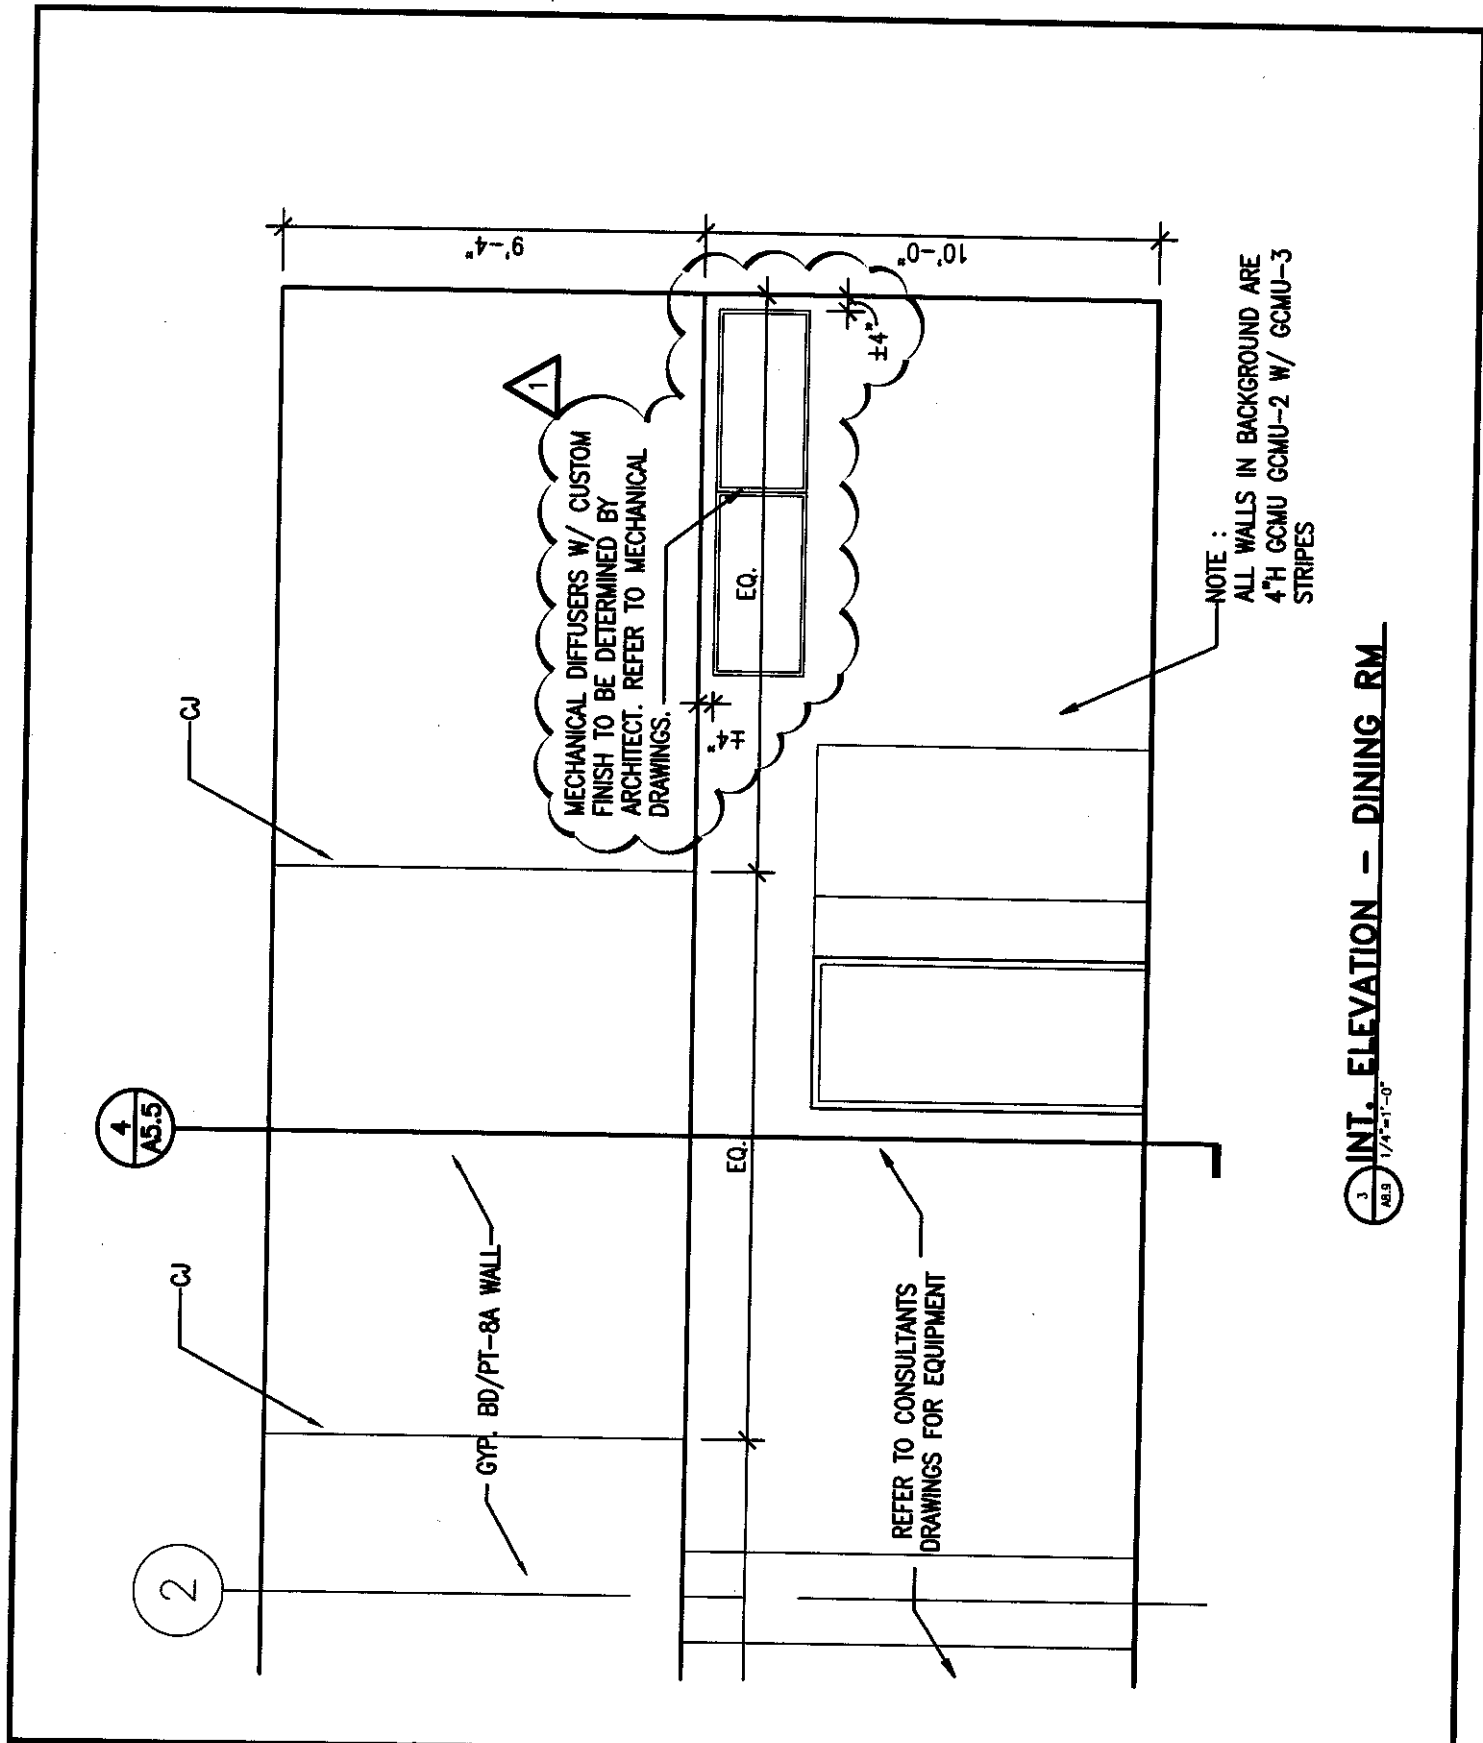 4
A5.5
2
CJ
CJ
GYP. BD/PT-8A WALL
1
MECHANICAL DIFFUSERS W/ CUSTOM
FINISH TO BE DETERMINED BY
ARCHITECT. REFER TO MECHANICAL
DRAWINGS.
9'-4"
10'-0"
±4"
±4"
EQ.
EQ.
REFER TO CONSULTANTS
DRAWINGS FOR EQUIPMENT
NOTE :
ALL WALLS IN BACKGROUND ARE
4"H GCMU GCMU-2 W/ GCMU-3
STRIPES
3
A8.9
INT. ELEVATION - DINING RM
1/4"=1'-0"